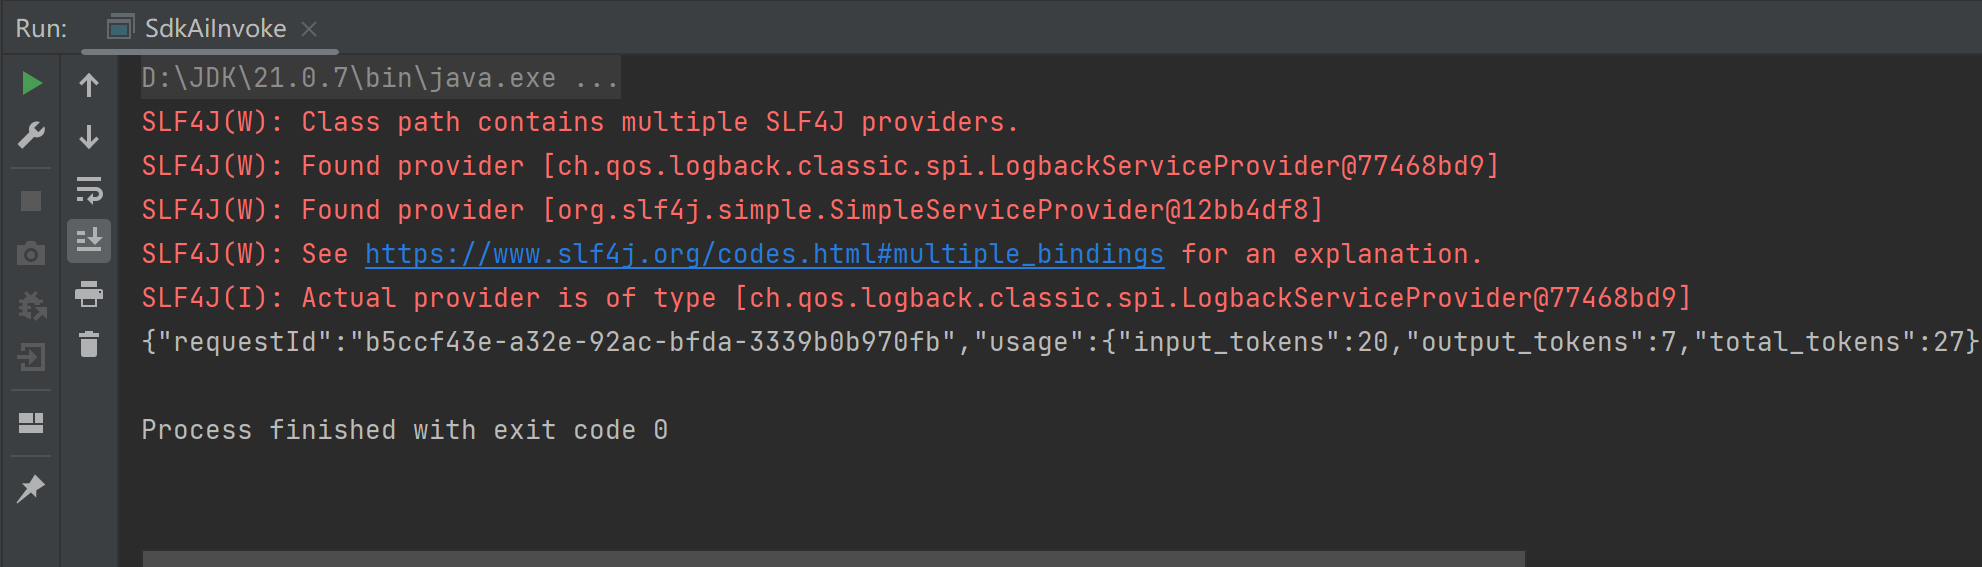 Run: SdkAiInvoke
D:\JDK\21.0.7\bin\java.exe ...
SLF4J(W): Class path contains multiple SLF4J providers.
SLF4J(W): Found provider [ch.qos.logback.classic.spi.LogbackServiceProvider@77468bd9]
SLF4J(W): Found provider [org.slf4j.simple.SimpleServiceProvider@12bb4df8]
SLF4J(W): See https://www.slf4j.org/codes.html#multiple_bindings for an explanation.
SLF4J(I): Actual provider is of type [ch.qos.logback.classic.spi.LogbackServiceProvider@77468bd9]
{"requestId":"b5ccf43e-a32e-92ac-bfda-3339b0b970fb","usage":{"input_tokens":20,"output_tokens":7,"total_tokens":27}
Process finished with exit code 0